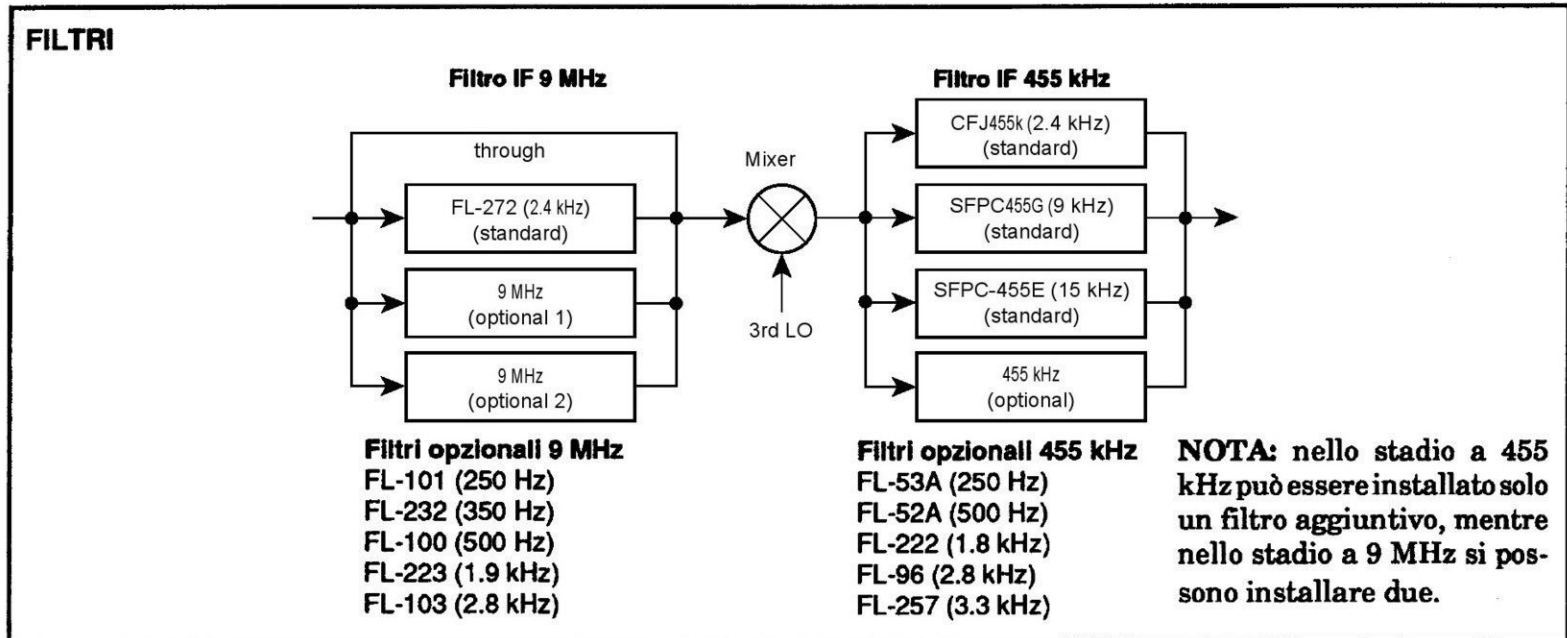 FILTRI
Filtro IF 9 MHz
through
FL-272 (2.4 kHz)
(standard)
9 MHz
(optional 1)
9 MHz
(optional 2)
Mixer
3rd LO
Filtro IF 455 kHz
CFJ455k (2.4 kHz)
(standard)
SFPC455G (9 kHz)
(standard)
SFPC-455E (15 kHz)
(standard)
455 kHz
(optional)
Filtri opzionali 9 MHz
FL-101 (250 Hz)
FL-232 (350 Hz)
FL-100 (500 Hz)
FL-223 (1.9 kHz)
FL-103 (2.8 kHz)
Filtri opzionali 455 kHz
FL-53A (250 Hz)
FL-52A (500 Hz)
FL-222 (1.8 kHz)
FL-96 (2.8 kHz)
FL-257 (3.3 kHz)
NOTA: nello stadio a 455
kHz può essere installato solo
un filtro aggiuntivo, mentre
nello stadio a 9 MHz si pos-
sono installare due.